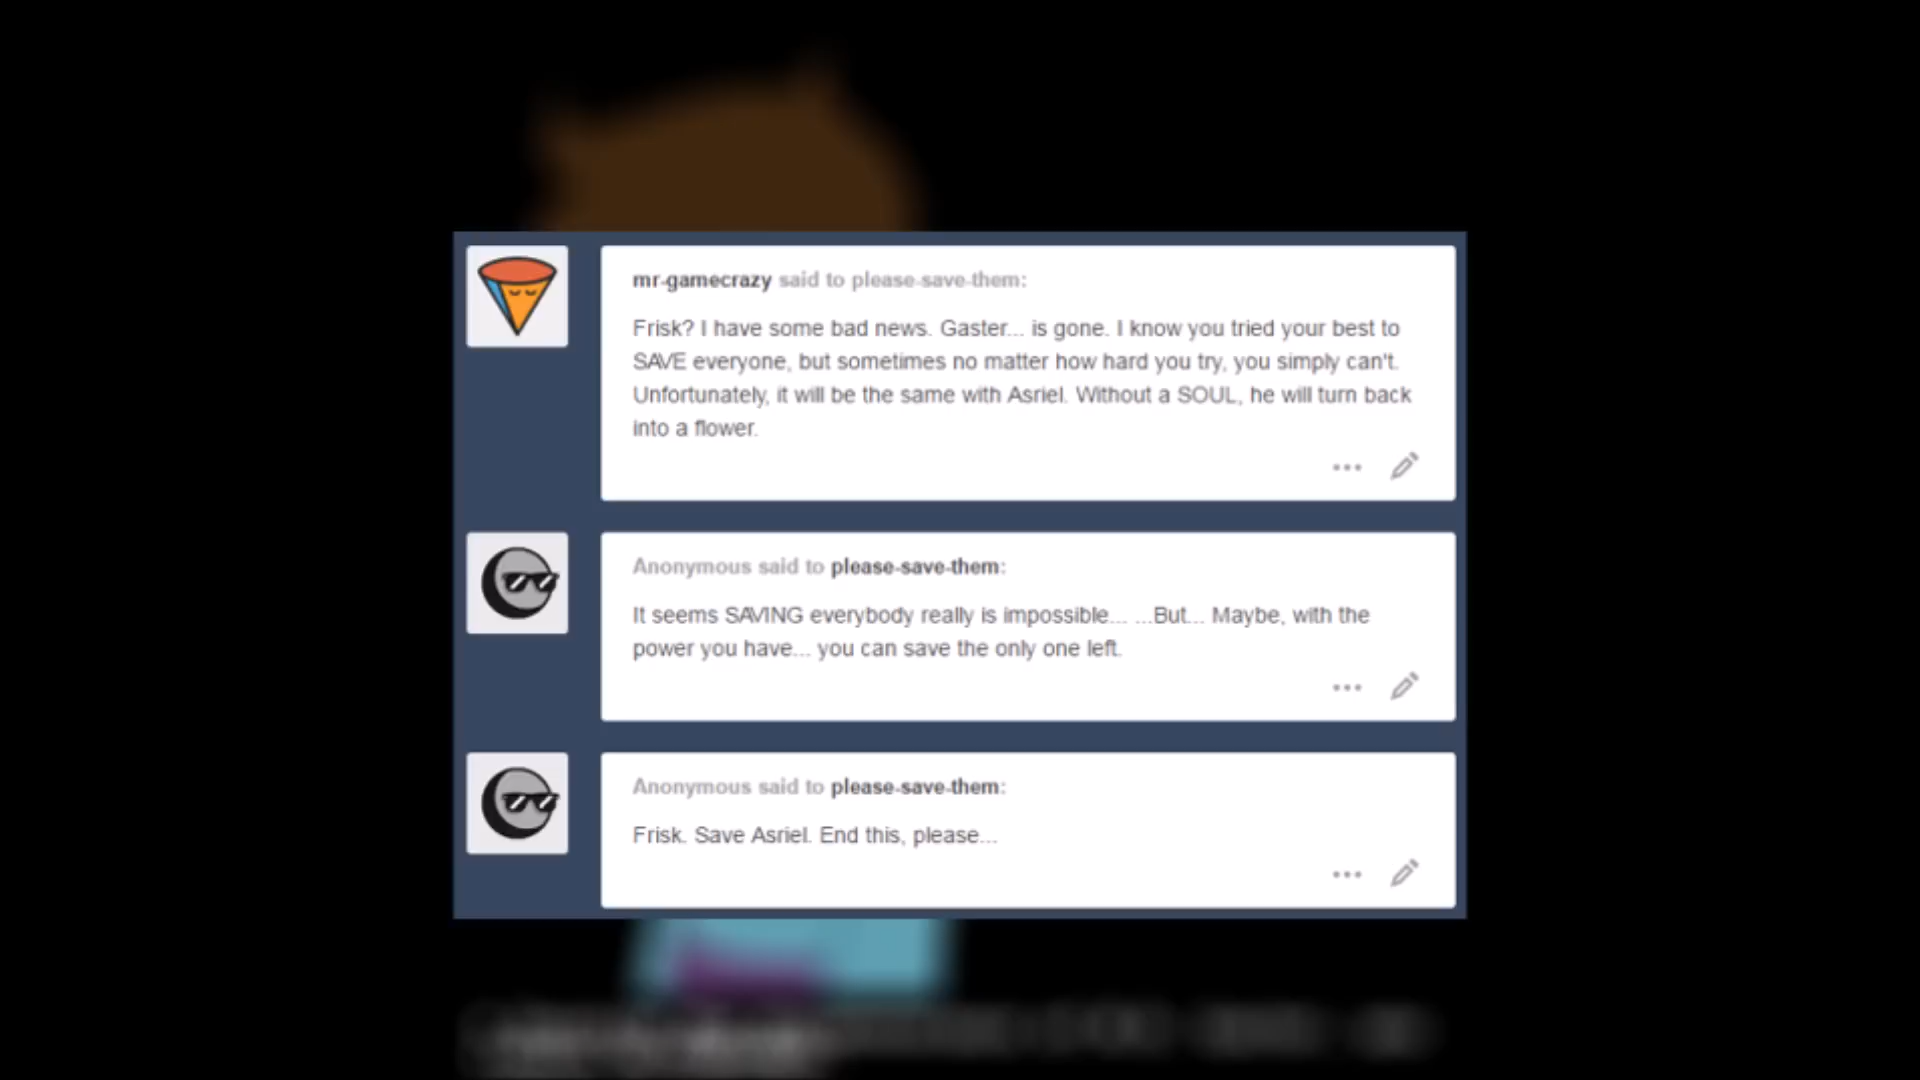 mr-gamecrazy said to please-save-them:
Frisk? I have some bad news. Gaster... is gone. I know you tried your best to
SAVE everyone, but sometimes no matter how hard you try, you simply can't.
Unfortunately, it will be the same with Asriel. Without a SOUL, he will turn back
into a flower.
Anonymous said to please-save-them:
It seems SAVING everybody really is impossible... ...But... Maybe, with the
power you have... you can save the only one left.
Anonymous said to please-save-them:
Frisk. Save Asriel. End this, please...